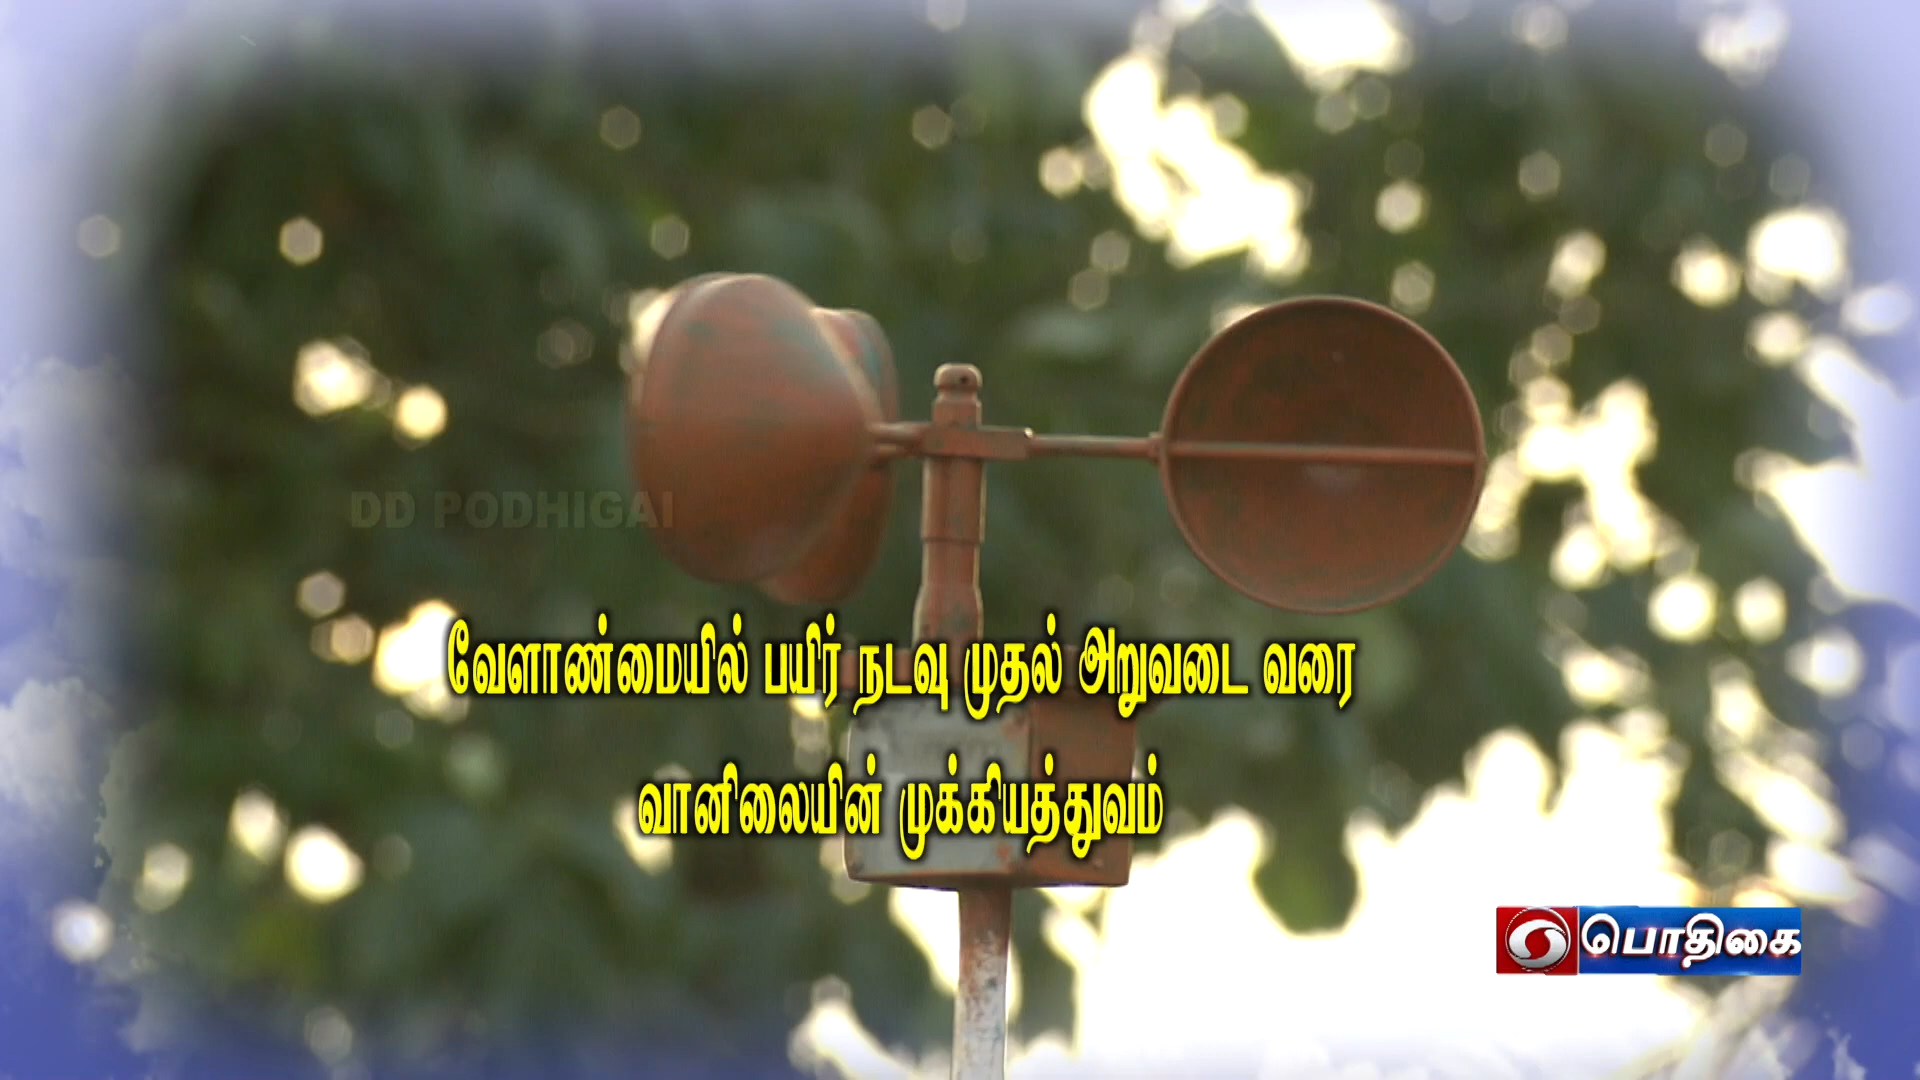 DD PODHIGAI
வேளாண்மையில் பயிர் நடவு முதல் அறுவடை வரை
வானிலையின் முக்கியத்துவம்
பொதிகை